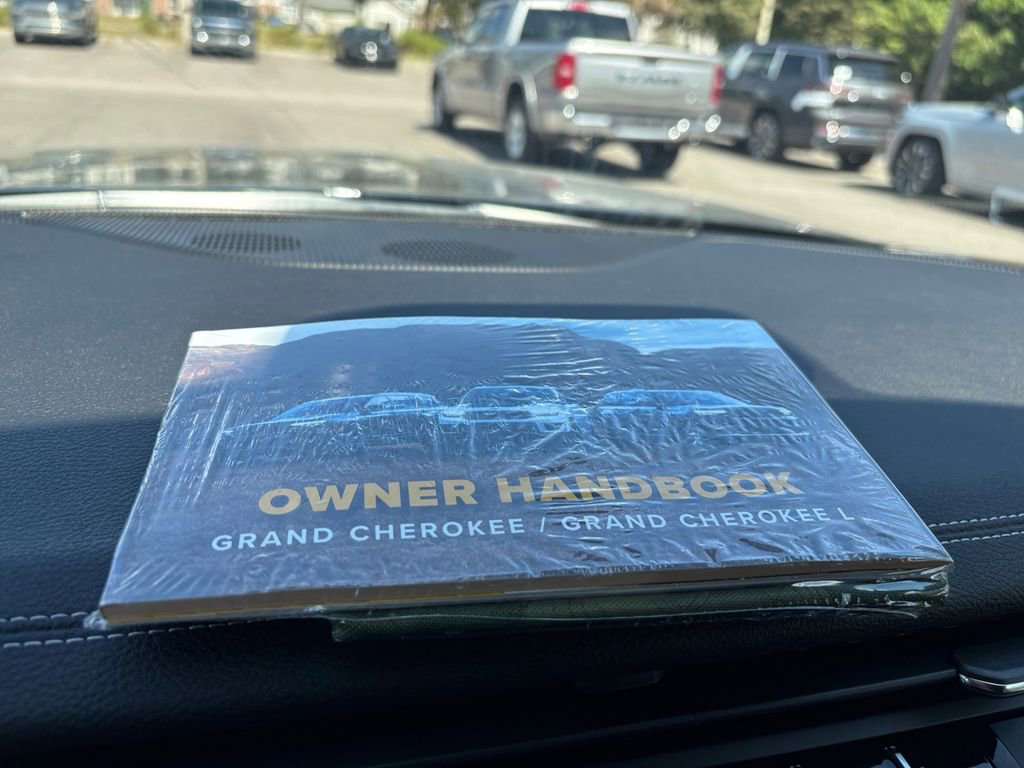 OWNER HANDBOOK
GRAND CHEROKEE / GRAND CHEROKEE L